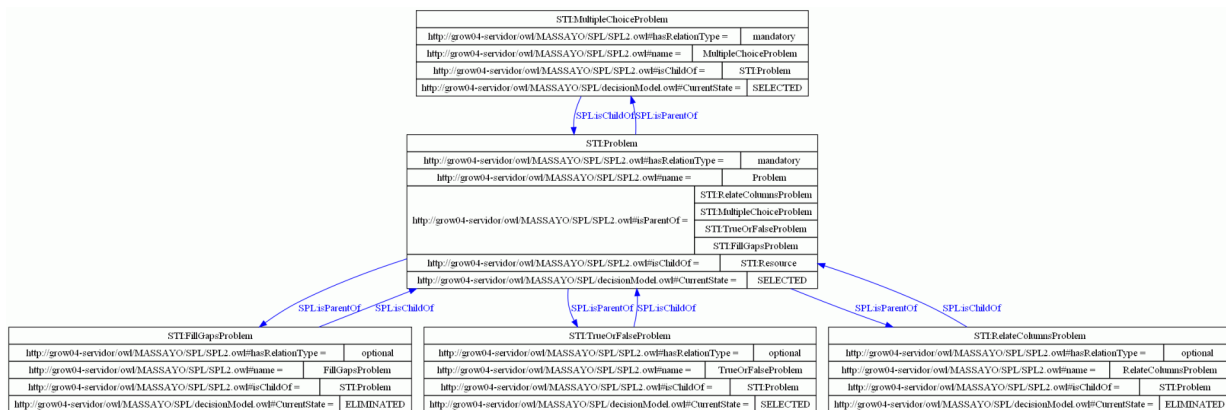 STI:MultipleChoiceProblem
http://grow04-servidor/owl/MASSAYO/SPL/SPL2.owl#hasRelationType = mandatory
http://grow04-servidor/owl/MASSAYO/SPL/SPL2.owl#name = MultipleChoiceProblem
http://grow04-servidor/owl/MASSAYO/SPL/SPL2.owl#isChildOf = STI:Problem
http://grow04-servidor/owl/MASSAYO/SPL/decisionModel.owl#CurrentState = SELECTED
SPL:isChildOf SPL:isParentOf
STI:Problem
http://grow04-servidor/owl/MASSAYO/SPL/SPL2.owl#hasRelationType = mandatory
http://grow04-servidor/owl/MASSAYO/SPL/SPL2.owl#name = Problem
http://grow04-servidor/owl/MASSAYO/SPL/SPL2.owl#isParentOf =
STI:RelateColumnsProblem
STI:MultipleChoiceProblem
STI:TrueOrFalseProblem
STI:FillGapsProblem
http://grow04-servidor/owl/MASSAYO/SPL/SPL2.owl#isChildOf = STI:Resource
http://grow04-servidor/owl/MASSAYO/SPL/decisionModel.owl#CurrentState = SELECTED
SPL:isParentOf SPL:isChildOf SPL:isParentOf SPL:isChildOf SPL:isParentOf SPL:isChildOf
STI:FillGapsProblem
http://grow04-servidor/owl/MASSAYO/SPL/SPL2.owl#hasRelationType = optional
http://grow04-servidor/owl/MASSAYO/SPL/SPL2.owl#name = FillGapsProblem
http://grow04-servidor/owl/MASSAYO/SPL/SPL2.owl#isChildOf = STI:Problem
http://grow04-servidor/owl/MASSAYO/SPL/decisionModel.owl#CurrentState = ELIMINATED
STI:TrueOrFalseProblem
http://grow04-servidor/owl/MASSAYO/SPL/SPL2.owl#hasRelationType = optional
http://grow04-servidor/owl/MASSAYO/SPL/SPL2.owl#name = TrueOrFalseProblem
http://grow04-servidor/owl/MASSAYO/SPL/SPL2.owl#isChildOf = STI:Problem
http://grow04-servidor/owl/MASSAYO/SPL/decisionModel.owl#CurrentState = SELECTED
STI:RelateColumnsProblem
http://grow04-servidor/owl/MASSAYO/SPL/SPL2.owl#hasRelationType = optional
http://grow04-servidor/owl/MASSAYO/SPL/SPL2.owl#name = RelateColumnsProblem
http://grow04-servidor/owl/MASSAYO/SPL/SPL2.owl#isChildOf = STI:Problem
http://grow04-servidor/owl/MASSAYO/SPL/decisionModel.owl#CurrentState = ELIMINATED